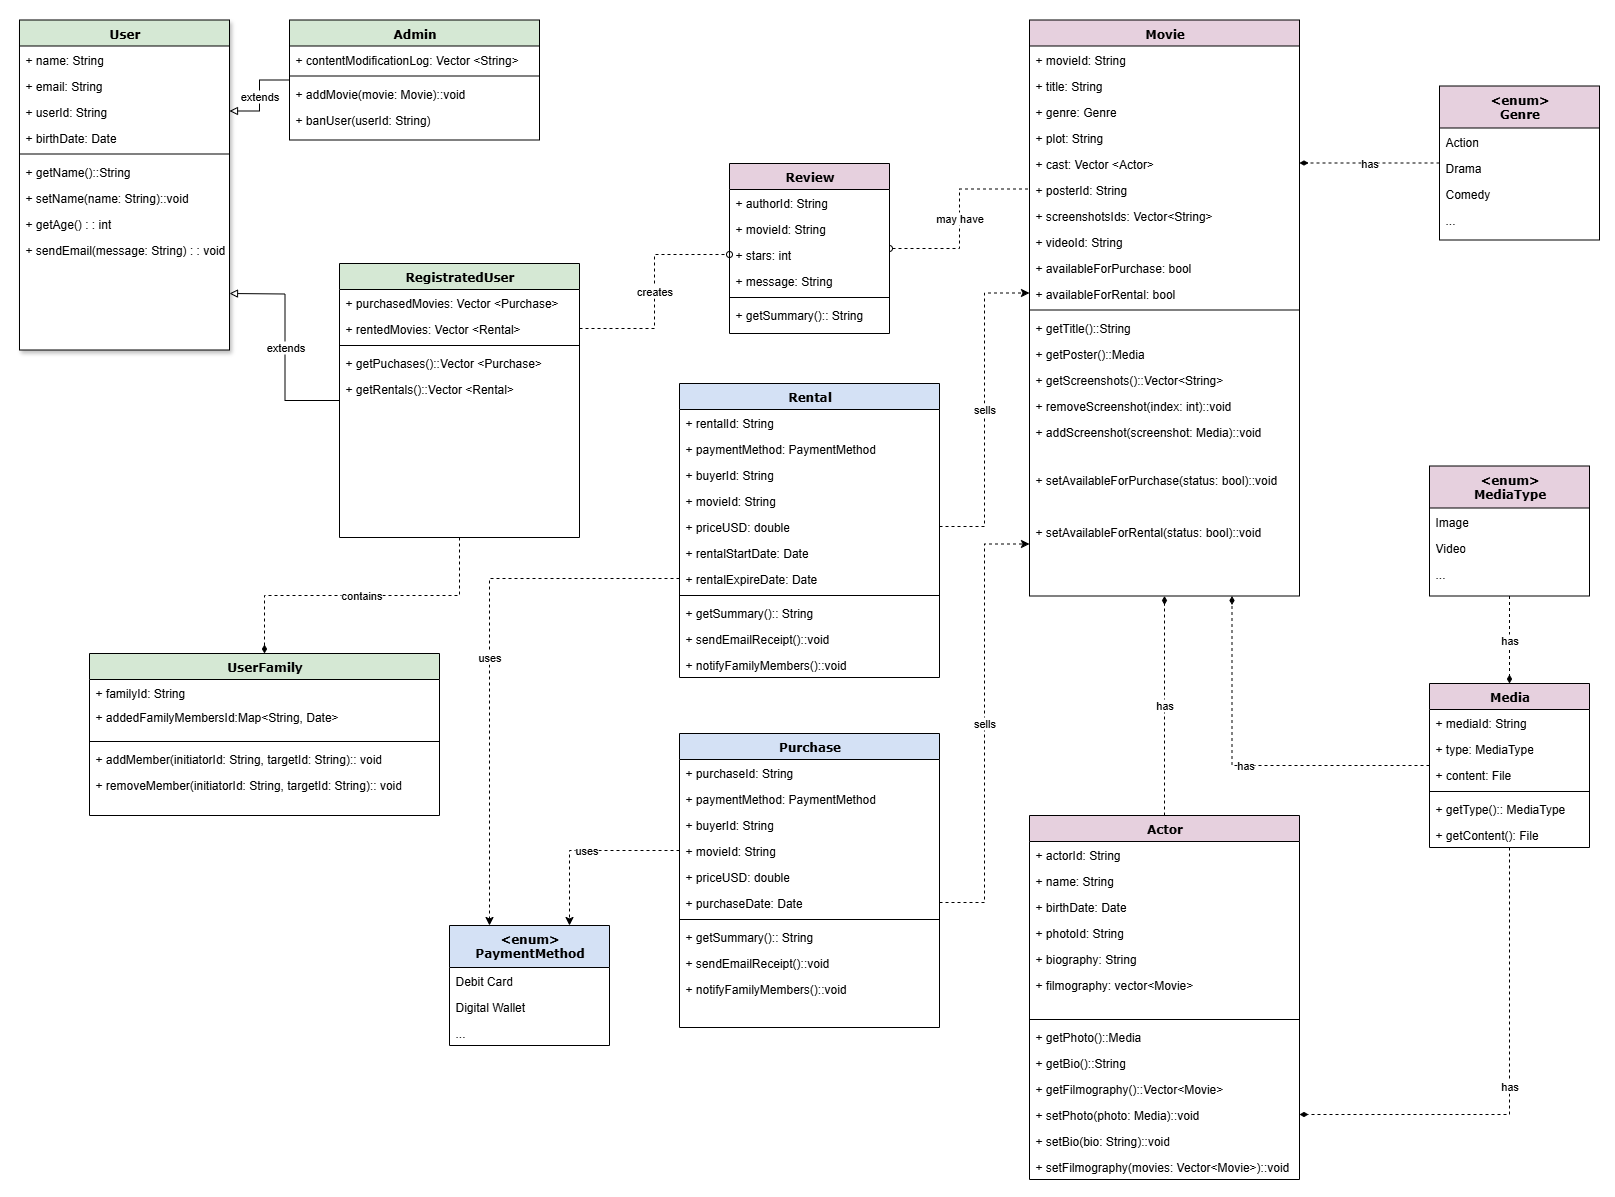 User
+ name: String
+ email: String
+ userId: String
+ birthDate: Date
+ getName()::String
+ setName(name: String)::void
+ getAge() : : int
+ sendEmail(message: String) : : void
extends
Admin
+ contentModificationLog: Vector <String>
+ addMovie(movie: Movie)::void
+ banUser(userId: String)
extends
RegistratedUser
+ purchasedMovies: Vector <Purchase>
+ rentedMovies: Vector <Rental>
+ getPuchases()::Vector <Purchase>
+ getRentals()::Vector <Rental>
contains
UserFamily
+ familyId: String
+ addedFamilyMembersId:Map<String, Date>
+ addMember(initiatorId: String, targetId: String):: void
+ removeMember(initiatorId: String, targetId: String):: void
creates
Review
+ authorId: String
+ movieId: String
+ stars: int
+ message: String
+ getSummary():: String
may have
Rental
+ rentalId: String
+ paymentMethod: PaymentMethod
+ buyerId: String
+ movieId: String
+ priceUSD: double
+ rentalStartDate: Date
+ rentalExpireDate: Date
+ getSummary():: String
+ sendEmailReceipt()::void
+ notifyFamilyMembers()::void
sells
uses
Purchase
+ purchaseId: String
+ paymentMethod: PaymentMethod
+ buyerId: String
+ movieId: String
+ priceUSD: double
+ purchaseDate: Date
+ getSummary():: String
+ sendEmailReceipt()::void
+ notifyFamilyMembers()::void
sells
uses
<enum>
PaymentMethod
Debit Card
Digital Wallet
...
Movie
+ movieId: String
+ title: String
+ genre: Genre
+ plot: String
+ cast: Vector <Actor>
+ posterId: String
+ screenshotsIds: Vector<String>
+ videoId: String
+ availableForPurchase: bool
+ availableForRental: bool
+ getTitle()::String
+ getPoster()::Media
+ getScreenshots()::Vector<String>
+ removeScreenshot(index: int)::void
+ addScreenshot(screenshot: Media)::void
+ setAvailableForPurchase(status: bool)::void
+ setAvailableForRental(status: bool)::void
has
<enum>
Genre
Action
Drama
Comedy
...
<enum>
MediaType
Image
Video
...
has
Media
+ mediaId: String
+ type: MediaType
+ content: File
+ getType():: MediaType
+ getContent(): File
has
has
Actor
+ actorId: String
+ name: String
+ birthDate: Date
+ photoId: String
+ biography: String
+ filmography: vector<Movie>
+ getPhoto()::Media
+ getBio()::String
+ getFilmography()::Vector<Movie>
+ setPhoto(photo: Media)::void
+ setBio(bio: String)::void
+ setFilmography(movies: Vector<Movie>)::void
has